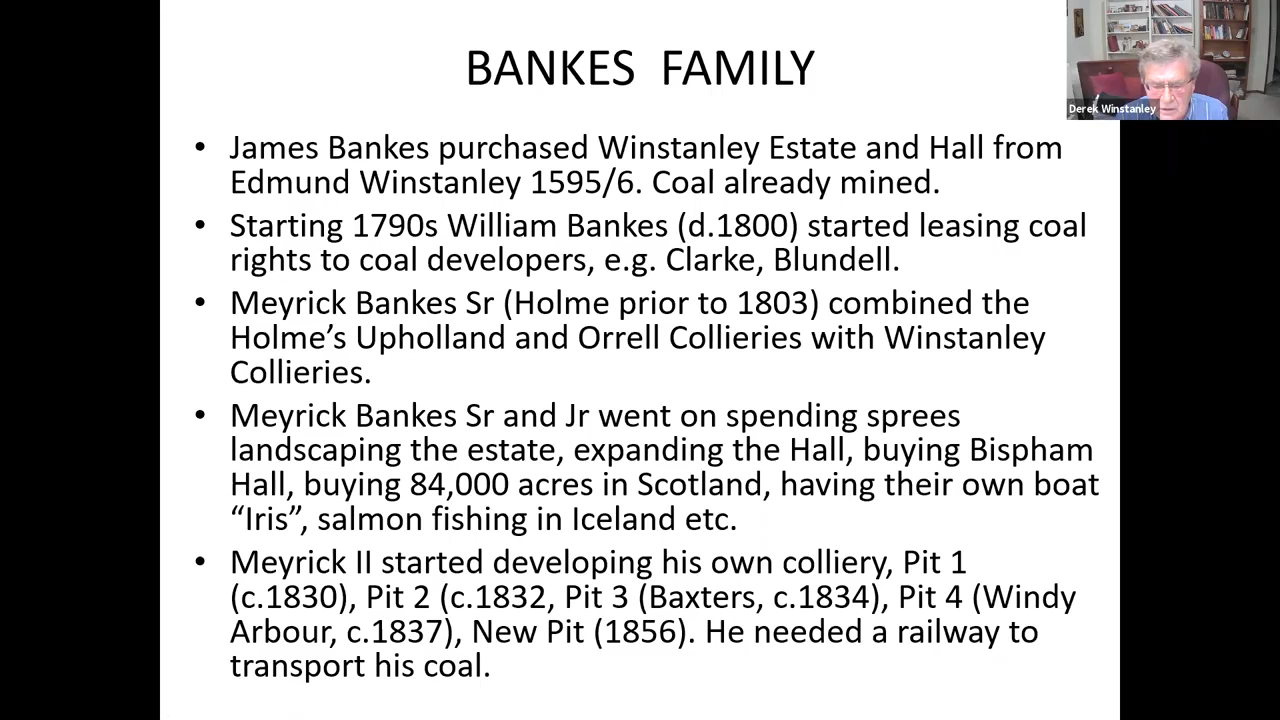 BANKES FAMILY
Derek Winstanley
• James Bankes purchased Winstanley Estate and Hall from
Edmund Winstanley 1595/6. Coal already mined.
• Starting 1790s William Bankes (d.1800) started leasing coal
rights to coal developers, e.g. Clarke, Blundell.
• Meyrick Bankes Sr (Holme prior to 1803) combined the
Holme’s Upholland and Orrell Collieries with Winstanley
Collieries.
• Meyrick Bankes Sr and Jr went on spending sprees
landscaping the estate, expanding the Hall, buying Bispham
Hall, buying 84,000 acres in Scotland, having their own boat
“Iris”, salmon fishing in Iceland etc.
• Meyrick II started developing his own colliery, Pit 1
(c.1830), Pit 2 (c.1832, Pit 3 (Baxters, c.1834), Pit 4 (Windy
Arbour, c.1837), New Pit (1856). He needed a railway to
transport his coal.